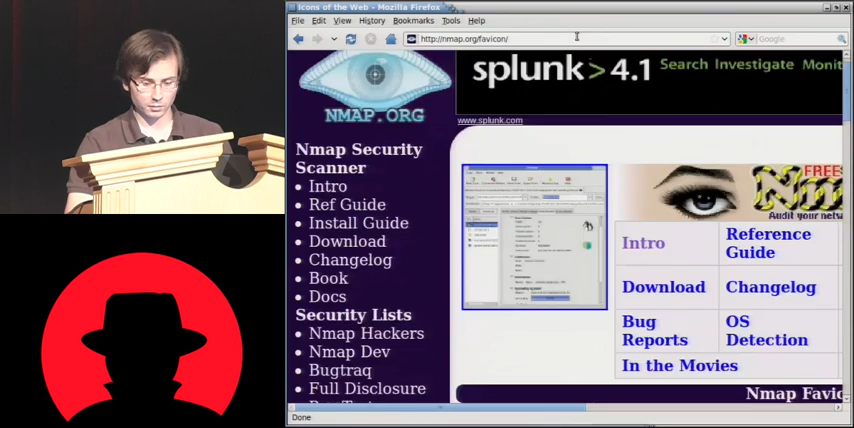 Icons of the Web - Mozilla Firefox
File Edit View History Bookmarks Tools Help
http://nmap.org/favicon/
Google
NMAP.ORG
splunk> 4.1 Search Investigate
www.splunk.com
Nmap Security
Scanner
• Intro
• Ref Guide
• Install Guide
• Download
• Changelog
• Book
• Docs
Security Lists
• Nmap Hackers
• Nmap Dev
• Bugtraq
• Full Disclosure
FREE
Audit your
Intro
Reference
Guide
Download
Changelog
Bug
Reports
OS
Detection
In the Movies
Nmap
Done